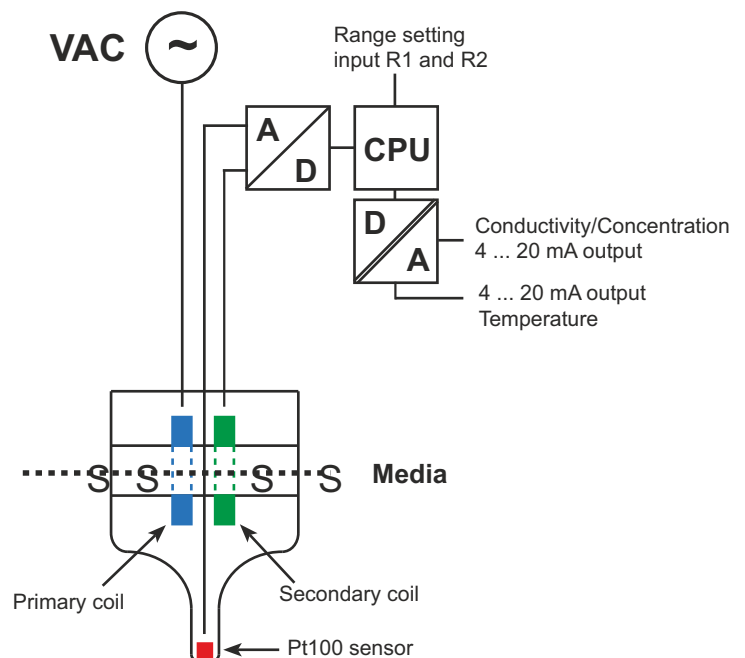 VAC
~
Range setting
input R1 and R2
A
D
CPU
D
A
Conductivity/Concentration
4 ... 20 mA output
4 ... 20 mA output
Temperature
S S S S
Media
Primary coil
Secondary coil
Pt100 sensor